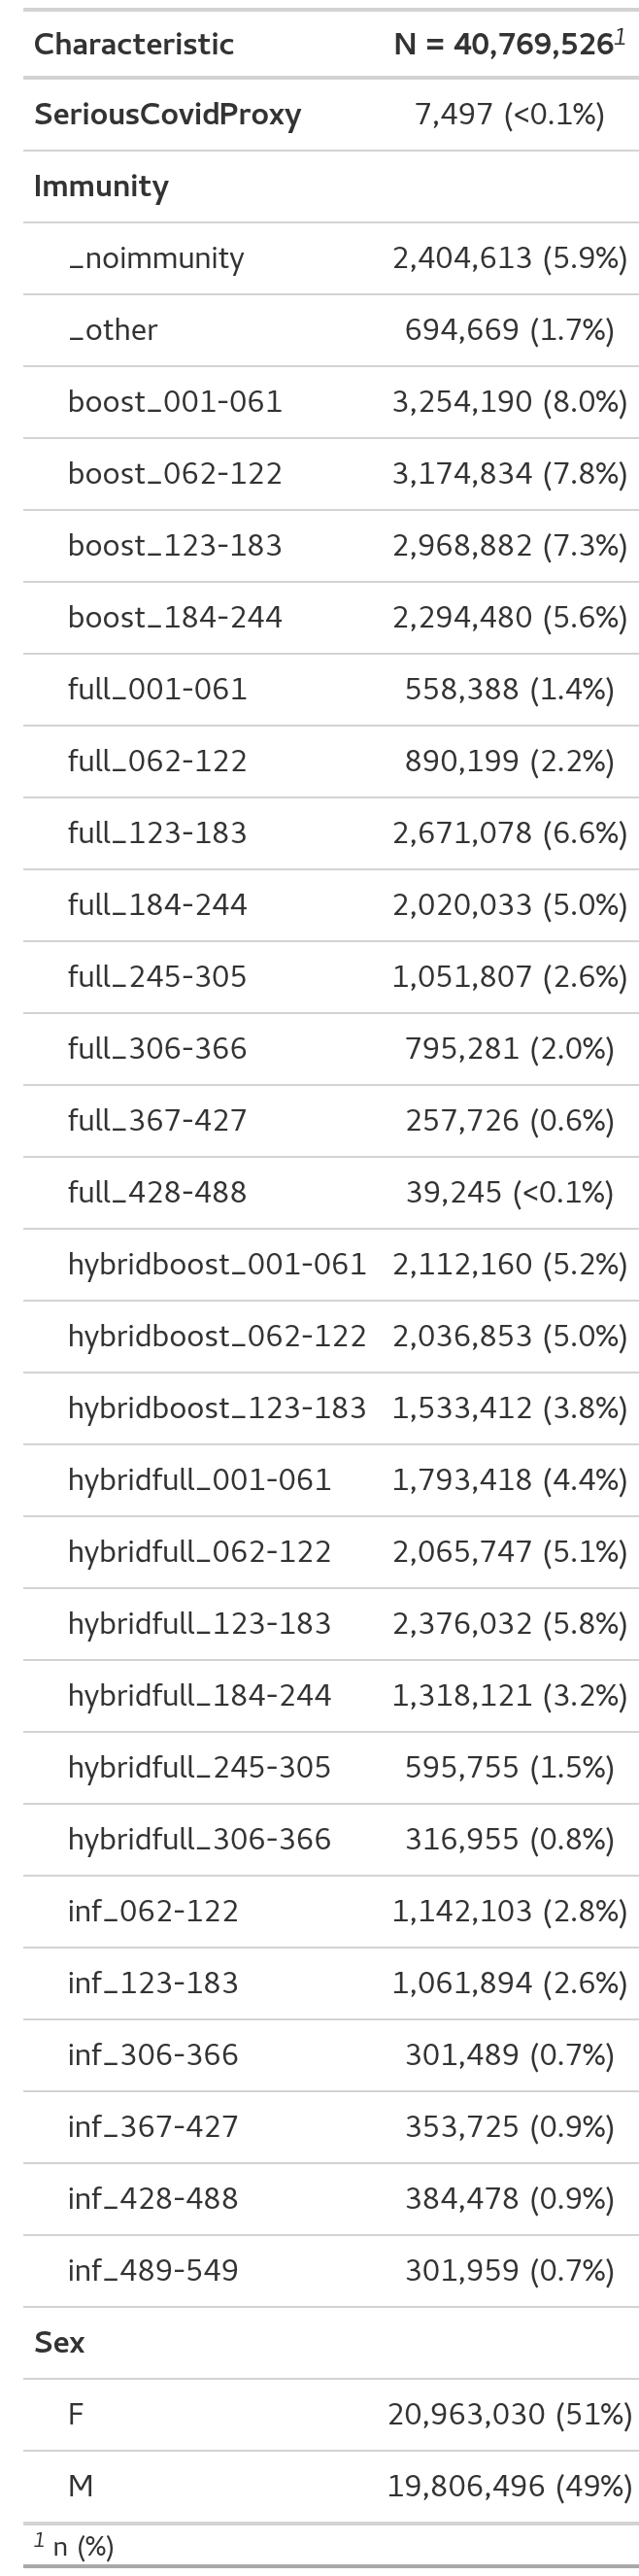 Characteristic N = 40,769,526¹
SeriousCovidProxy 7,497 (<0.1%)
Immunity
_noimmunity 2,404,613 (5.9%)
_other 694,669 (1.7%)
boost_001-061 3,254,190 (8.0%)
boost_062-122 3,174,834 (7.8%)
boost_123-183 2,968,882 (7.3%)
boost_184-244 2,294,480 (5.6%)
full_001-061 558,388 (1.4%)
full_062-122 890,199 (2.2%)
full_123-183 2,671,078 (6.6%)
full_184-244 2,020,033 (5.0%)
full_245-305 1,051,807 (2.6%)
full_306-366 795,281 (2.0%)
full_367-427 257,726 (0.6%)
full_428-488 39,245 (<0.1%)
hybridboost_001-061 2,112,160 (5.2%)
hybridboost_062-122 2,036,853 (5.0%)
hybridboost_123-183 1,533,412 (3.8%)
hybridfull_001-061 1,793,418 (4.4%)
hybridfull_062-122 2,065,747 (5.1%)
hybridfull_123-183 2,376,032 (5.8%)
hybridfull_184-244 1,318,121 (3.2%)
hybridfull_245-305 595,755 (1.5%)
hybridfull_306-366 316,955 (0.8%)
inf_062-122 1,142,103 (2.8%)
inf_123-183 1,061,894 (2.6%)
inf_306-366 301,489 (0.7%)
inf_367-427 353,725 (0.9%)
inf_428-488 384,478 (0.9%)
inf_489-549 301,959 (0.7%)
Sex
F 20,963,030 (51%)
M 19,806,496 (49%)
¹ n (%)